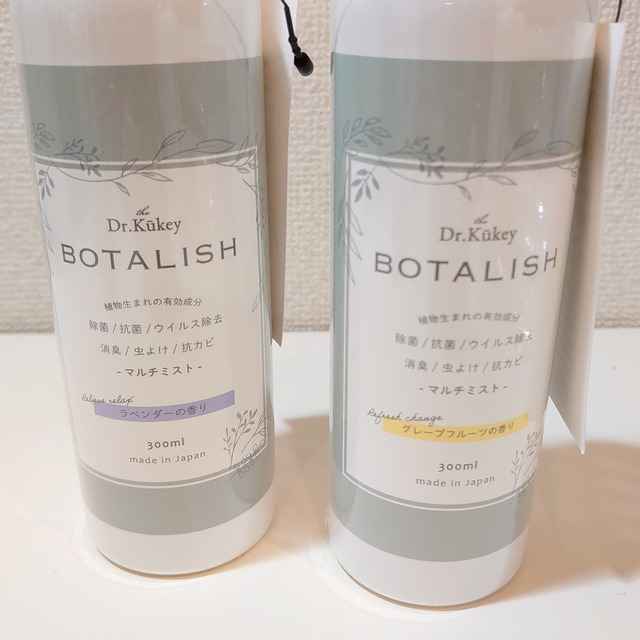 the
Dr.Kūkey
BOTALISH
植物生まれの有効成分
除菌/抗菌/ウイルス除去
消臭/虫よけ/抗カビ
-マルチミスト-
Relieve relax
ラベンダーの香り
300ml
made in Japan
the
Dr.Kūkey
BOTALISH
植物生まれの有効成分
除菌/抗菌/ウイルス除去
消臭/虫よけ/抗カビ
-マルチミスト-
Refresh change
グレープフルーツの香り
300ml
made in Japan